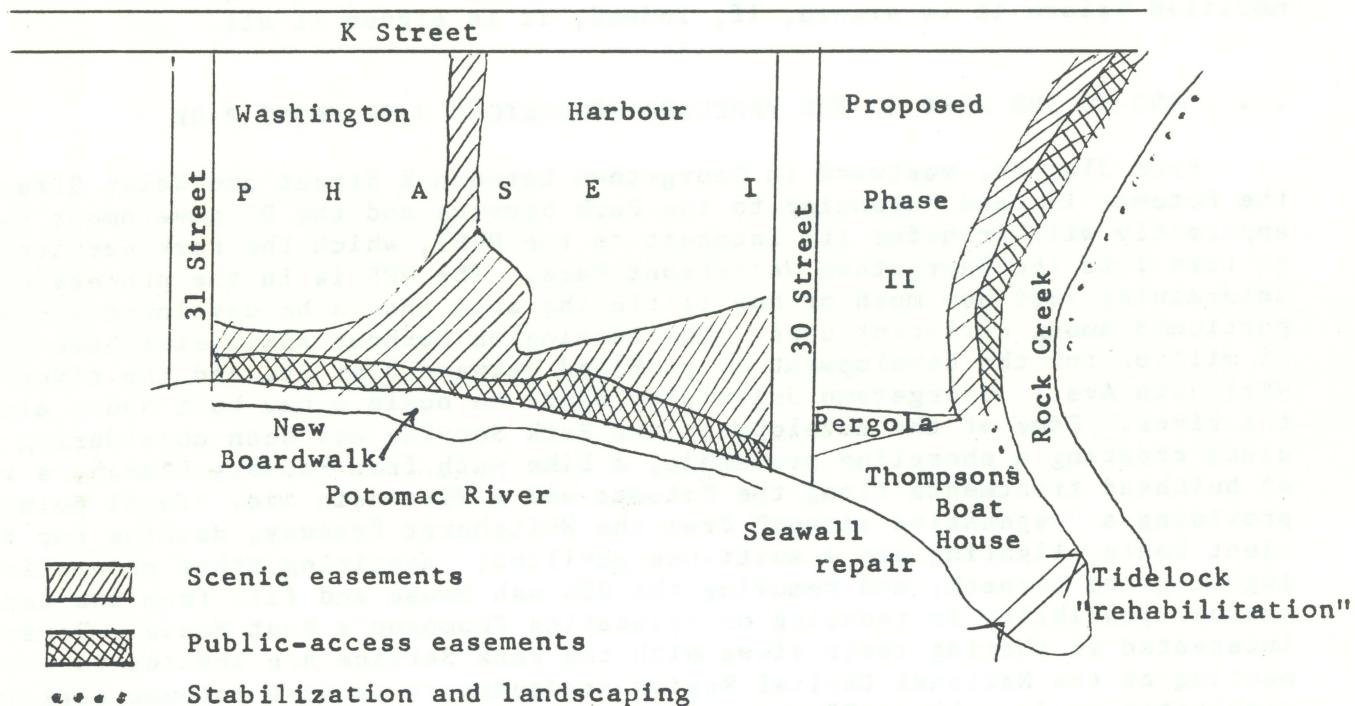 K Street
Washington Harbour Proposed
P H A S E I Phase
II
31 Street
30 Street
Rock Creek
Pergola
New
Boardwalk
Potomac River
Thompson's
Boat
House
Seawall
repair
Tidelock
"rehabilitation"
Scenic easements
Public-access easements
Stabilization and landscaping